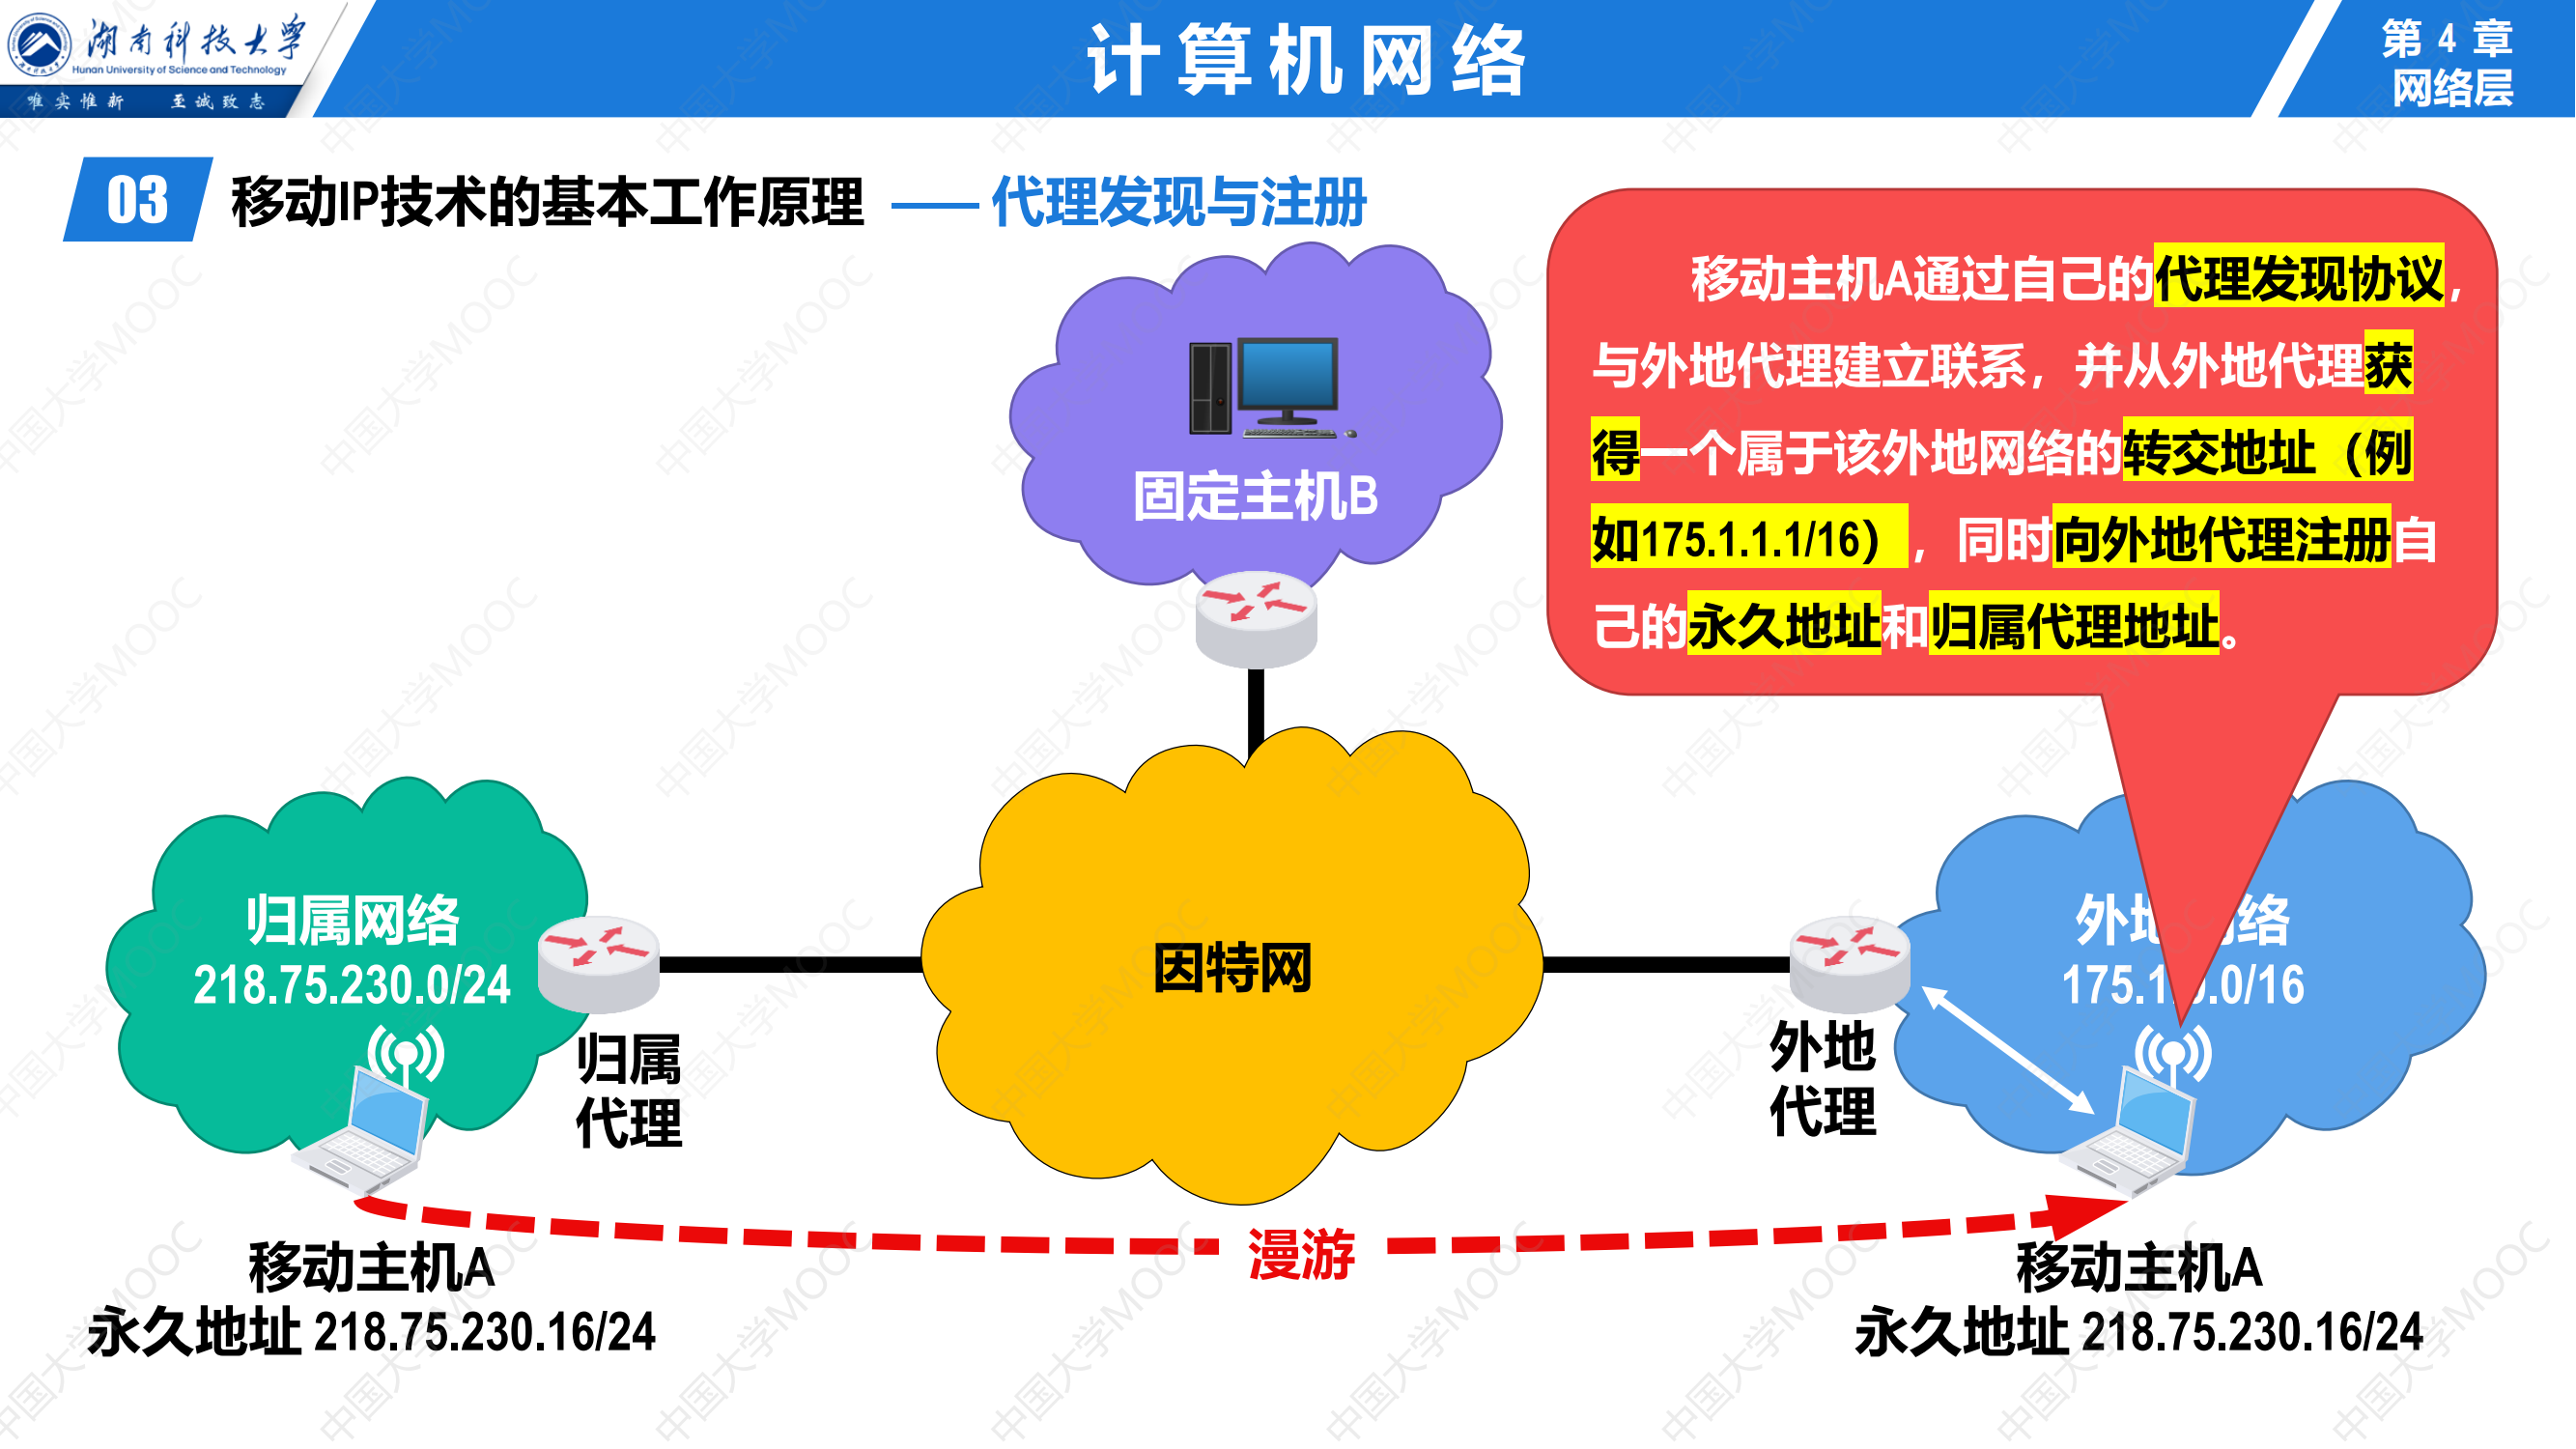 湖南科技大学
Hunan University of Science and Technology
唯实惟新 至诚致志
计算机网络
第 4 章
网络层
03 移动IP技术的基本工作原理 —— 代理发现与注册
移动主机A通过自己的代理发现协议，
与外地代理建立联系，并从外地代理获
得一个属于该外地网络的转交地址（例
如175.1.1.1/16），同时向外地代理注册自
己的永久地址和归属代理地址。
固定主机B
归属网络
218.75.230.0/24
归属
代理
因特网
外地
代理
外地网络
175.1.0.0/16
漫游
移动主机A
永久地址 218.75.230.16/24
移动主机A
永久地址 218.75.230.16/24
中国大学MOOC